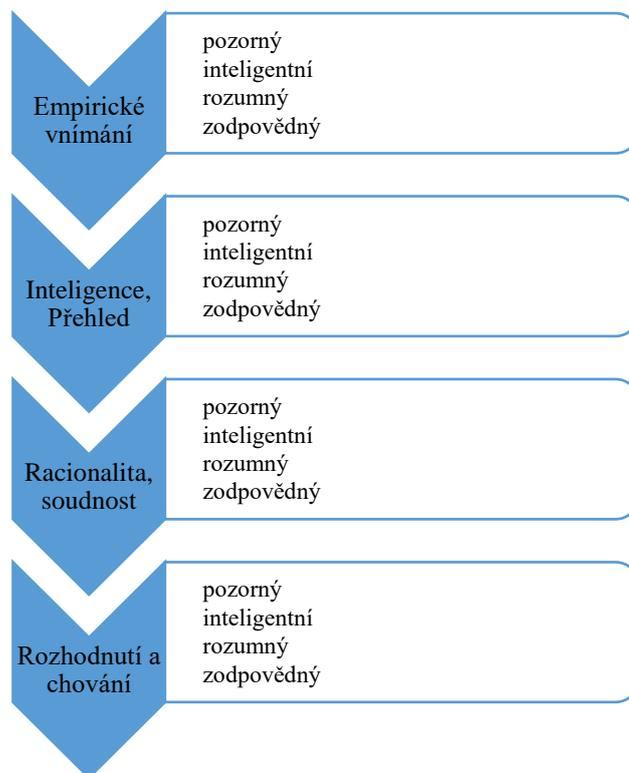 Empirické
vnímání
pozorný
inteligentní
rozumný
zodpovědný
Inteligence,
Přehled
pozorný
inteligentní
rozumný
zodpovědný
Racionalita,
soudnost
pozorný
inteligentní
rozumný
zodpovědný
Rozhodnutí a
chování
pozorný
inteligentní
rozumný
zodpovědný